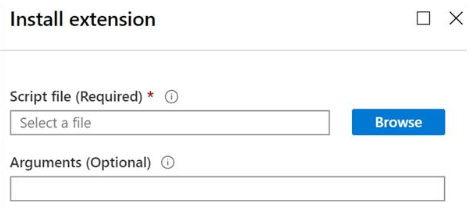 Install extension
Script file (Required) *
Select a file
Browse
Arguments (Optional)